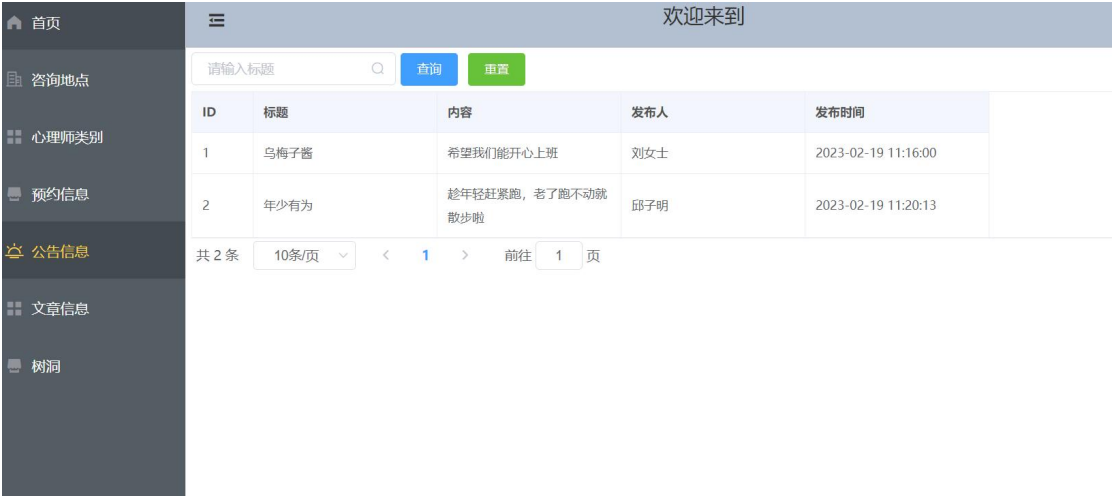 首页
咨询地点
心理师类别
预约信息
公告信息
文章信息
树洞
欢迎来到
请输入标题 查询 重置
ID 标题 内容 发布人 发布时间
1 乌梅子酱 希望我们能开心上班 刘女士 2023-02-19 11:16:00
2 年少有为 趁年轻赶紧跑，老了跑不动就
散步啦 邱子明 2023-02-19 11:20:13
共 2 条 10条/页 < 1 > 前往 1 页